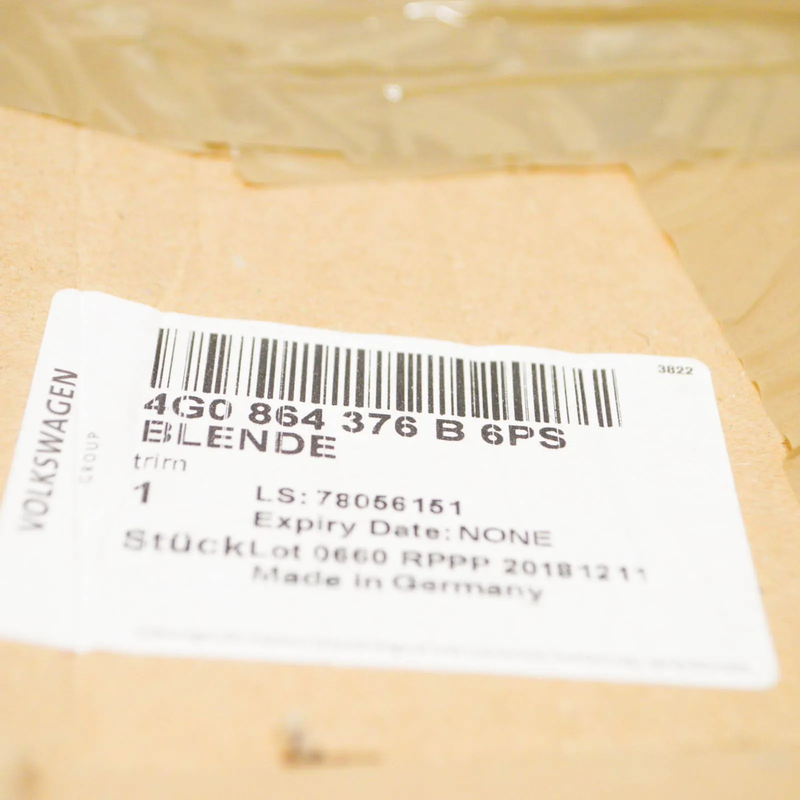 3822
4G0 864 376 B 6PS
BLENDE
trim
1
LS: 78056151
Expiry Date: NONE
Stück
Lot 0660 RPPP 20181211
Made in Germany
VOLKSWAGEN
GROUP